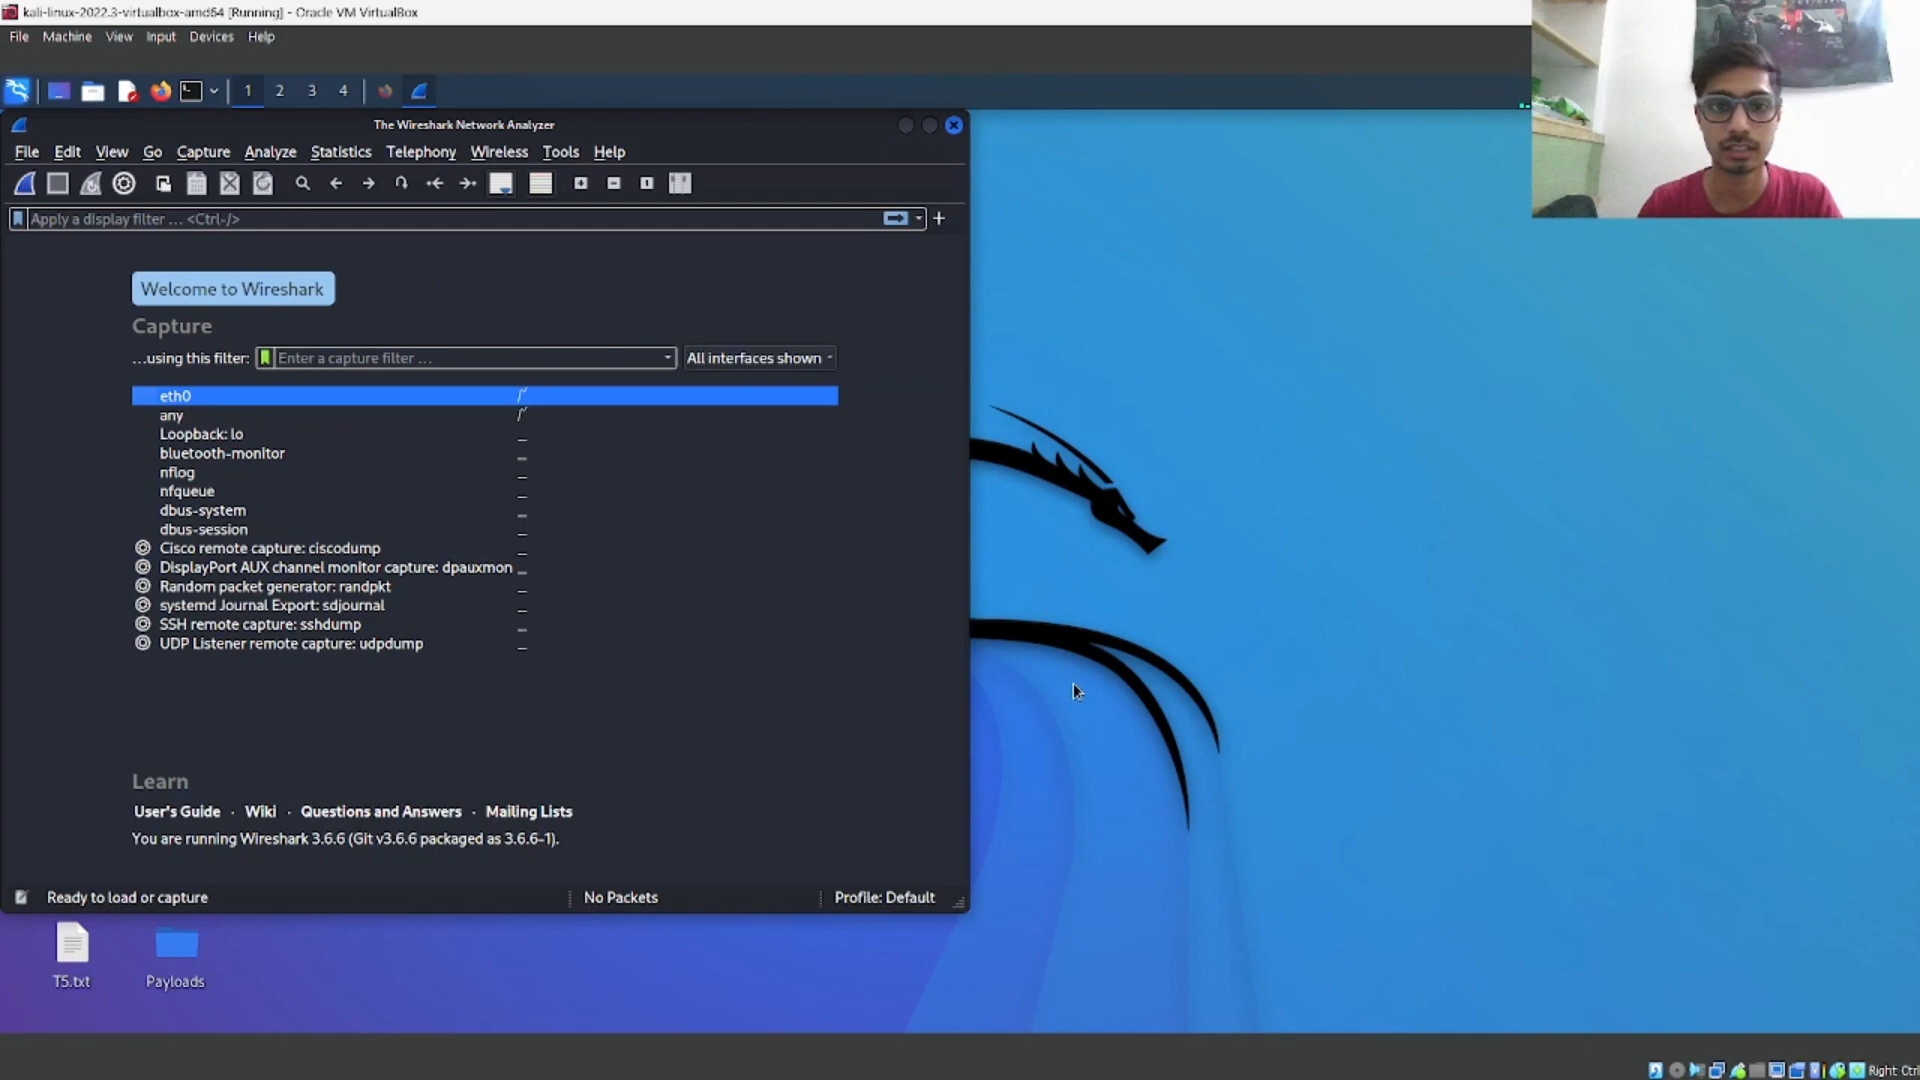 kali-linux-2022.3-virtualbox-amd64 [Running] - Oracle VM VirtualBox
File Machine View Input Devices Help
1 2 3 4
The Wireshark Network Analyzer
File Edit View Go Capture Analyze Statistics Telephony Wireless Tools Help
Apply a display filter ... <Ctrl-/>
Welcome to Wireshark
Capture
...using this filter: Enter a capture filter ... All interfaces shown
eth0
any
Loopback: lo
bluetooth-monitor
nflog
nfqueue
dbus-system
dbus-session
Cisco remote capture: ciscodump
DisplayPort AUX channel monitor capture: dpauxmon
Random packet generator: randpkt
systemd Journal Export: sdjournal
SSH remote capture: sshdump
UDP Listener remote capture: udpdump
Learn
User's Guide · Wiki · Questions and Answers · Mailing Lists
You are running Wireshark 3.6.6 (Git v3.6.6 packaged as 3.6.6-1).
Ready to load or capture No Packets Profile: Default
T5.txt Payloads
Right Ctrl